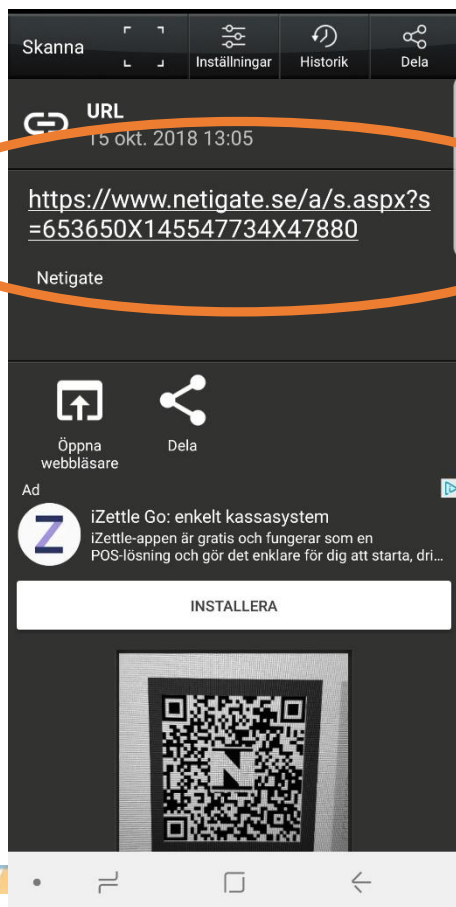 Skanna
Inställningar
Historik
Dela
URL
15 okt. 2018 13:05
https://www.netigate.se/a/s.aspx?s
=653650X145547734X47880
Netigate
Öppna
webbläsare
Dela
Ad
iZettle Go: enkelt kassasystem
iZettle-appen är gratis och fungerar som en
POS-lösning och gör det enklare för dig att starta, dri...
INSTALLERA